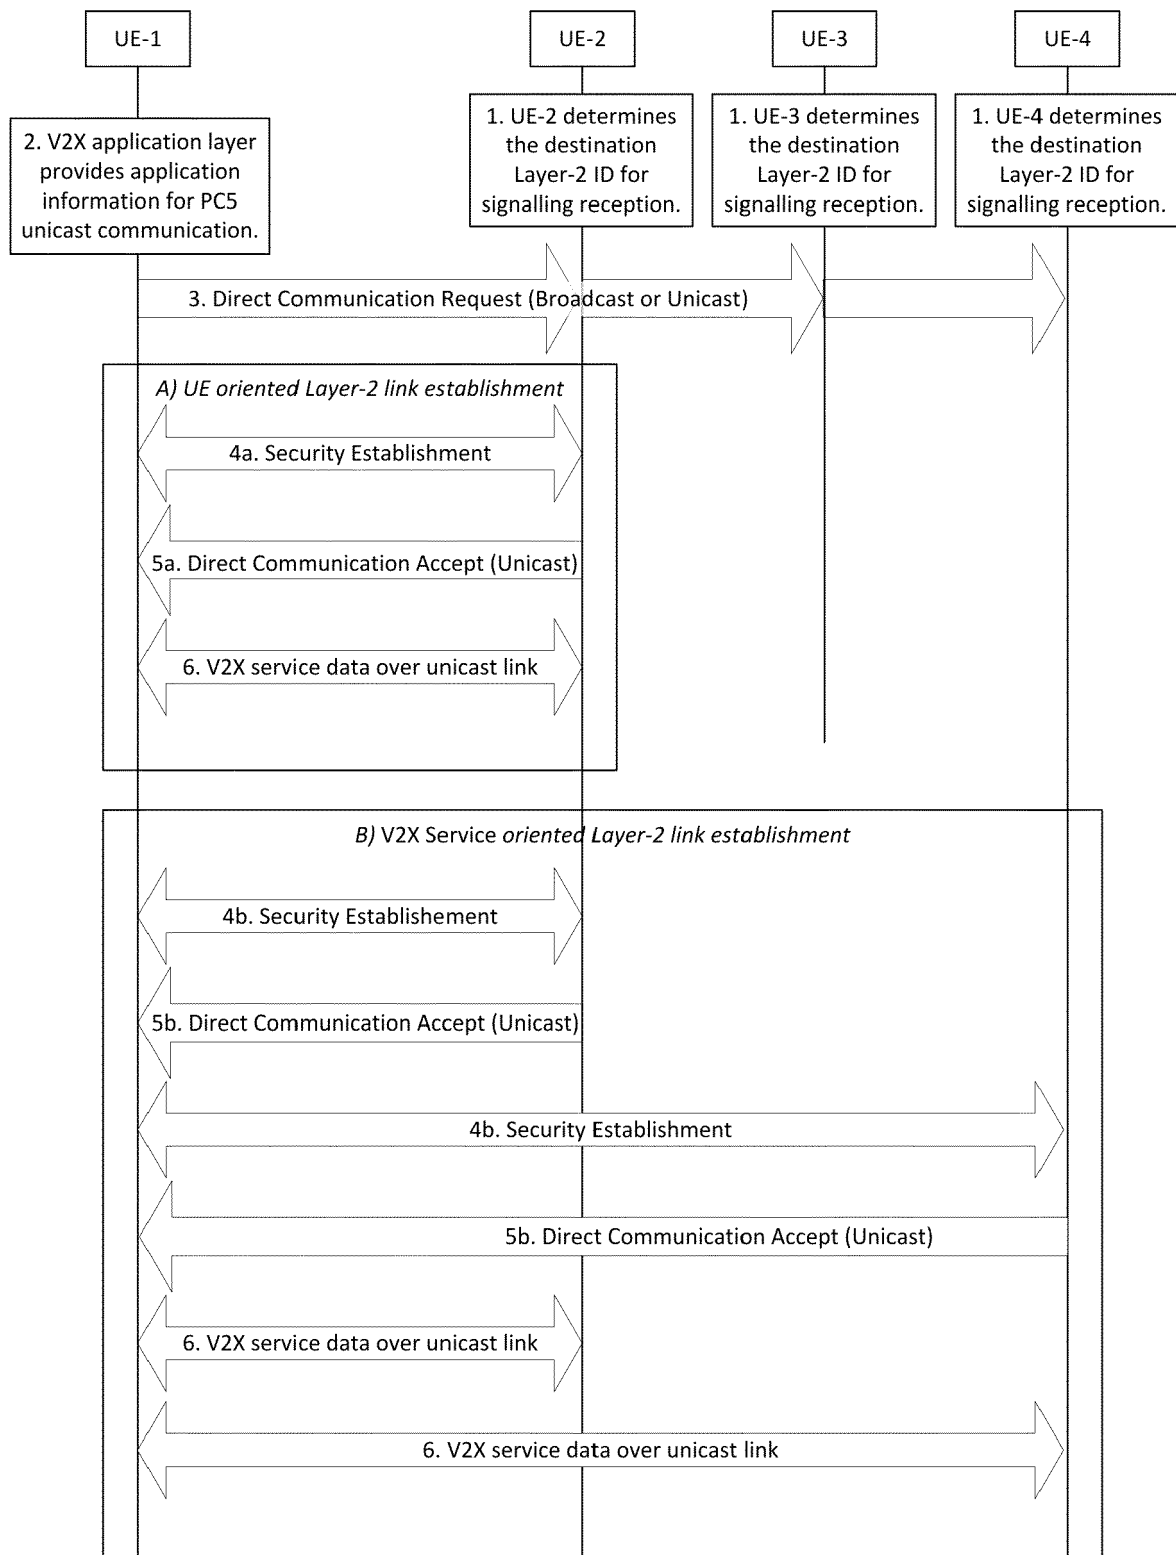 UE-1
UE-2
UE-3
UE-4
2. V2X application layer
provides application
information for PC5
unicast communication.
1. UE-2 determines
the destination
Layer-2 ID for
signalling reception.
1. UE-3 determines
the destination
Layer-2 ID for
signalling reception.
1. UE-4 determines
the destination
Layer-2 ID for
signalling reception.
3. Direct Communication Request (Broadcast or Unicast)
A) UE oriented Layer-2 link establishment
4a. Security Establishment
5a. Direct Communication Accept (Unicast)
6. V2X service data over unicast link
B) V2X Service oriented Layer-2 link establishment
4b. Security Establishement
5b. Direct Communication Accept (Unicast)
4b. Security Establishment
5b. Direct Communication Accept (Unicast)
6. V2X service data over unicast link
6. V2X service data over unicast link